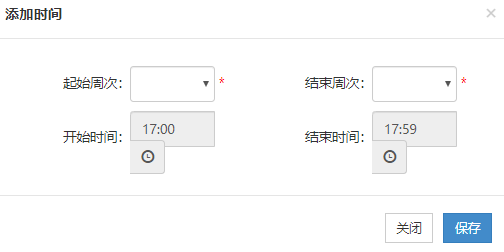 添加时间 ×
起始周次: * 结束周次: *
开始时间: 17:00 结束时间: 17:59
关闭 保存